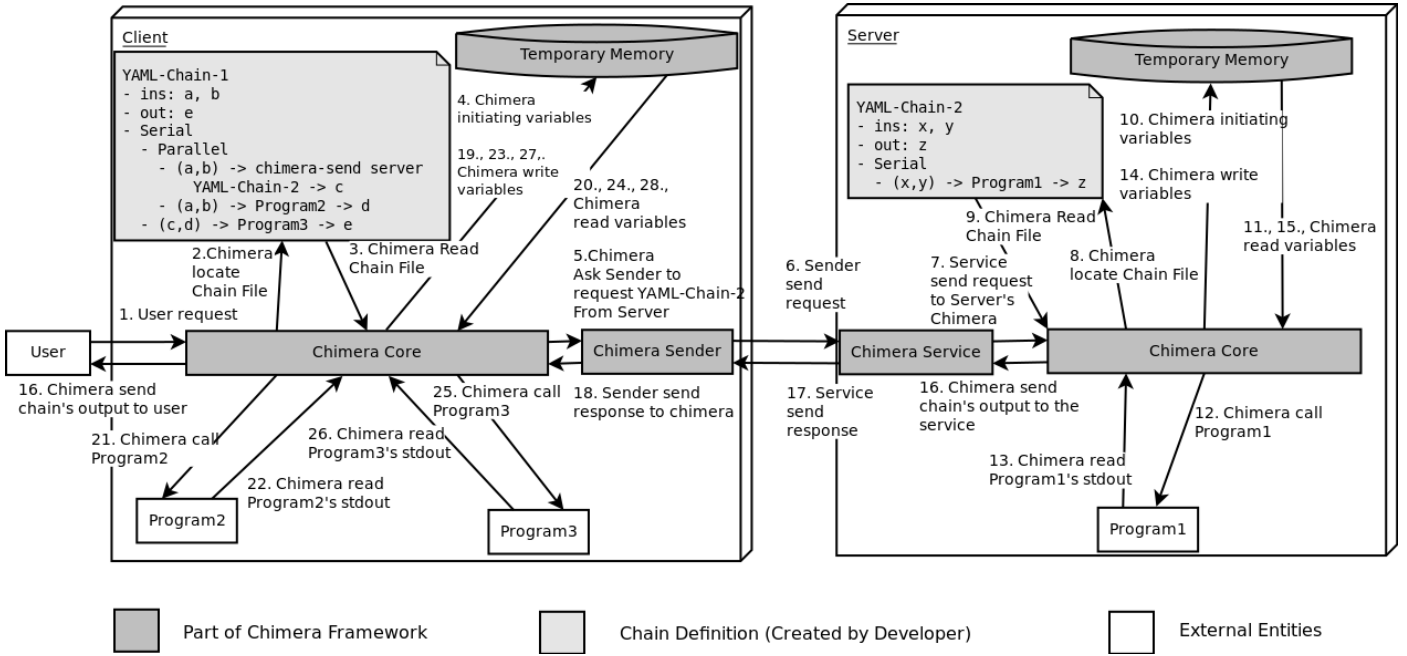 Client
YAML-Chain-1
- ins: a, b
- out: e
- Serial
- Parallel
- (a,b) -> chimera-send server
YAML-Chain-2 -> c
- (a,b) -> Program2 -> d
- (c,d) -> Program3 -> e
Temporary Memory
4. Chimera
initiating variables
19., 23., 27,.
Chimera write
variables
20., 24., 28.,
Chimera
read variables
2.Chimera
locate
Chain File
3. Chimera Read
Chain File
5.Chimera
Ask Sender to
request YAML-Chain-2
From Server
1. User request
User
Chimera Core
Chimera Sender
16. Chimera send
chain's output to user
25. Chimera call
Program3
18. Sender send
response to chimera
21. Chimera call
Program2
26. Chimera read
Program3's stdout
22. Chimera read
Program2's stdout
Program2
Program3
6. Sender
send
request
17. Service
send
response
Server
YAML-Chain-2
- ins: x, y
- out: z
- Serial
- (x,y) -> Program1 -> z
Temporary Memory
10. Chimera initiating
variables
14. Chimera write
variables
11., 15., Chimera
read variables
9. Chimera Read
Chain File
7. Service
send request
to Server's
Chimera
8. Chimera
locate Chain File
Chimera Service
Chimera Core
16. Chimera send
chain's output to the
service
12. Chimera call
Program1
13. Chimera read
Program1's stdout
Program1
Part of Chimera Framework
Chain Definition (Created by Developer)
External Entities